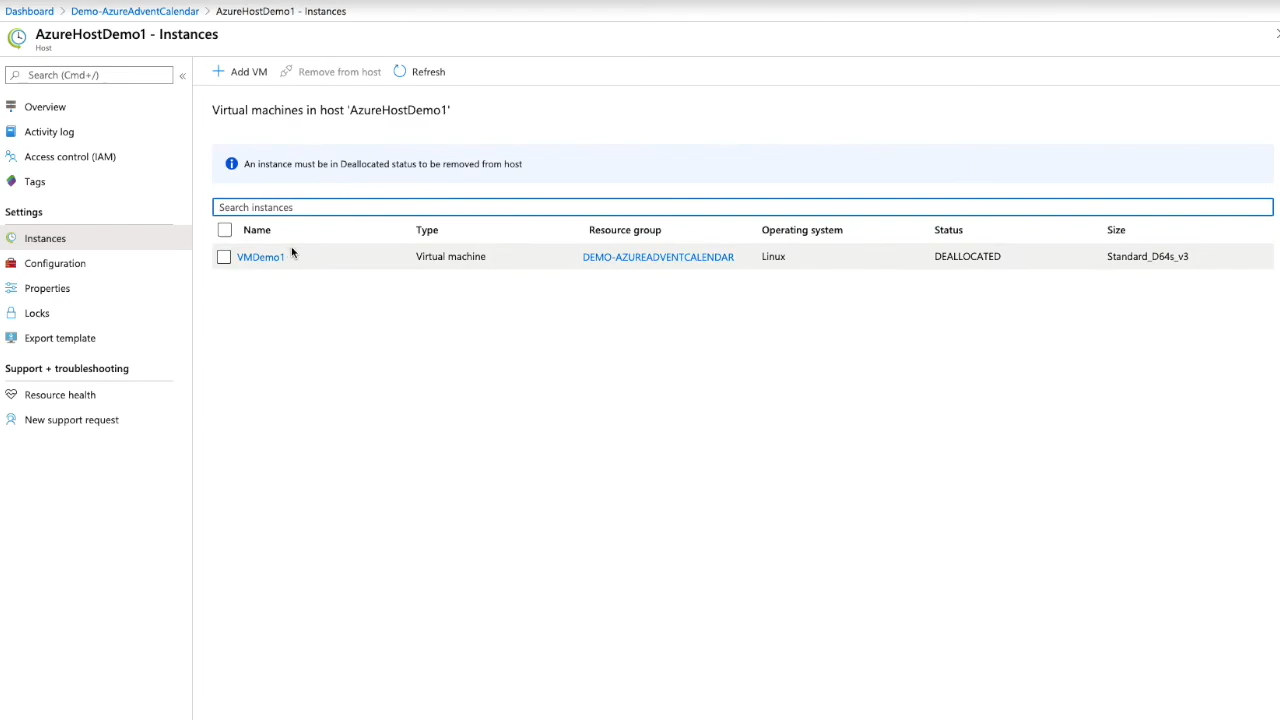 Dashboard > Demo-AzureAdventCalendar > AzureHostDemo1 - Instances
AzureHostDemo1 - Instances
Host
Search (Cmd+/)
«
Overview
Activity log
Access control (IAM)
Tags
Settings
Instances
Configuration
Properties
Locks
Export template
Support + troubleshooting
Resource health
New support request
+ Add VM Remove from host Refresh
Virtual machines in host 'AzureHostDemo1'
An instance must be in Deallocated status to be removed from host
Search instances
Name Type Resource group Operating system Status Size
VMDemo1 Virtual machine DEMO-AZUREADVENTCALENDAR Linux DEALLOCATED Standard_D64s_v3